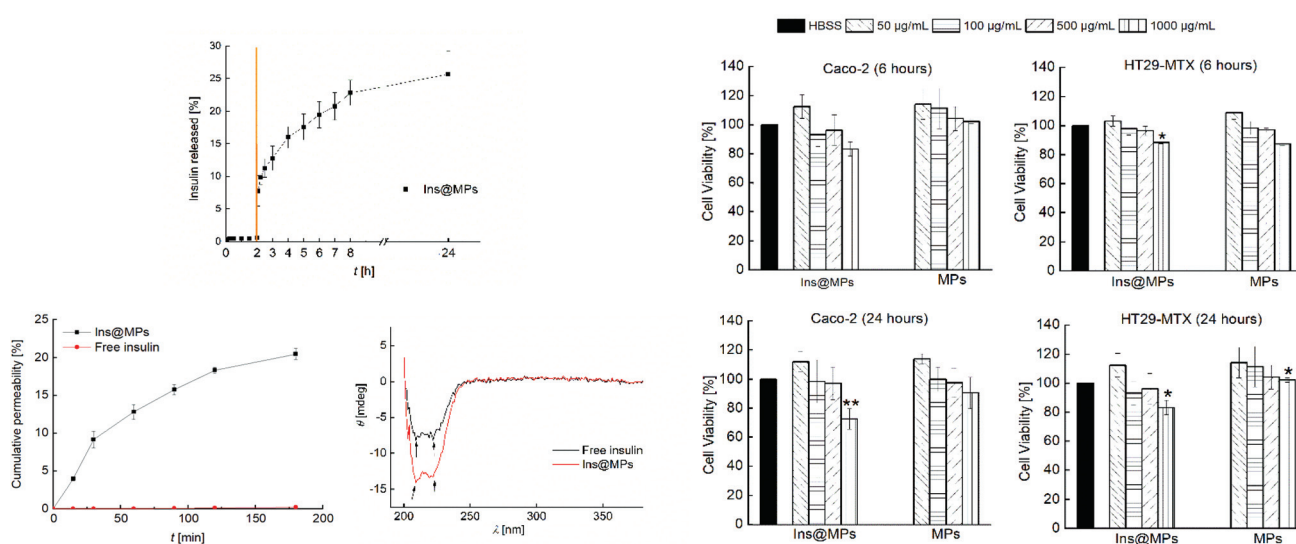 HBSS 50 µg/mL 100 µg/mL 500 µg/mL 1000 µg/mL
Insulin released [%]
30
25
20
15
10
5
0
Ins@MPs
0 2 3 4 5 6 7 8 24
t [h]
Cumulative permeability [%]
25
20
15
10
5
0
Ins@MPs
Free insulin
0 50 100 150 200
t [min]
θ [mdeg]
5
0
-5
-10
-15
Free insulin
Ins@MPs
200 250 300 350
λ [nm]
Caco-2 (6 hours)
Cell Viability [%]
140
120
100
80
60
40
20
0
Ins@MPs MPs
HT29-MTX (6 hours)
Cell Viability [%]
140
120
100
80
60
40
20
0
*
Ins@MPs MPs
Caco-2 (24 hours)
Cell Viability [%]
140
120
100
80
60
40
20
0
**
Ins@MPs MPs
HT29-MTX (24 hours)
Cell Viability [%]
140
120
100
80
60
40
20
0
* *
Ins@MPs MPs